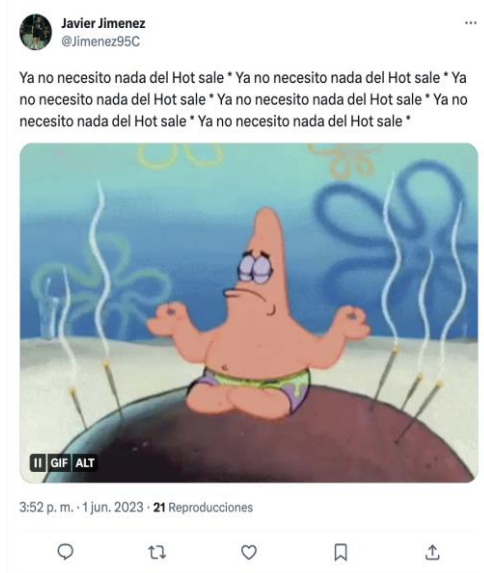 Javier Jimenez
@Jimenez95C
Ya no necesito nada del Hot sale * Ya no necesito nada del Hot sale * Ya
no necesito nada del Hot sale * Ya no necesito nada del Hot sale * Ya no
necesito nada del Hot sale * Ya no necesito nada del Hot sale *
GIF ALT
3:52 p. m. · 1 jun. 2023 · 21 Reproducciones